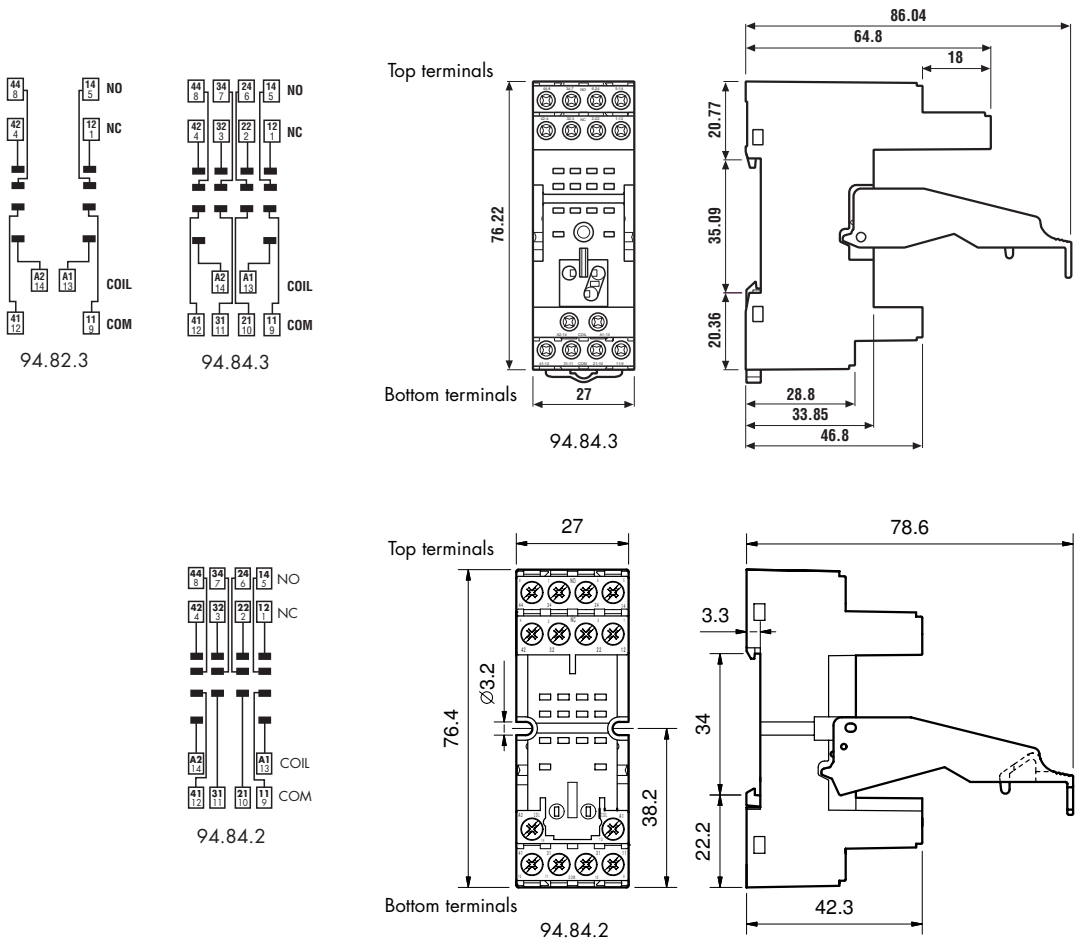 86.04
64.8
18
Top terminals
44 14 NO
8 5
44 34 24 14 NO
8 7 6 5
42 12 NC
4 1
42 32 22 12 NC
4 3 2 1
20.77
76.22
35.09
A2 A1
14 13
COIL
A2 A1
14 13
COIL
41 11 COM
12 9
41 31 21 11 COM
12 11 10 9
20.36
94.82.3
94.84.3
Bottom terminals
27
28.8
33.85
46.8
94.84.3
27
78.6
Top terminals
44 34 24 14 NO
8 7 6 5
42 32 22 12 NC
4 3 2 1
3.3
Ø3.2
76.4
34
38.2
A2 A1 COIL
14 13
41 31 21 11 COM
12 11 10 9
22.2
94.84.2
Bottom terminals
42.3
94.84.2